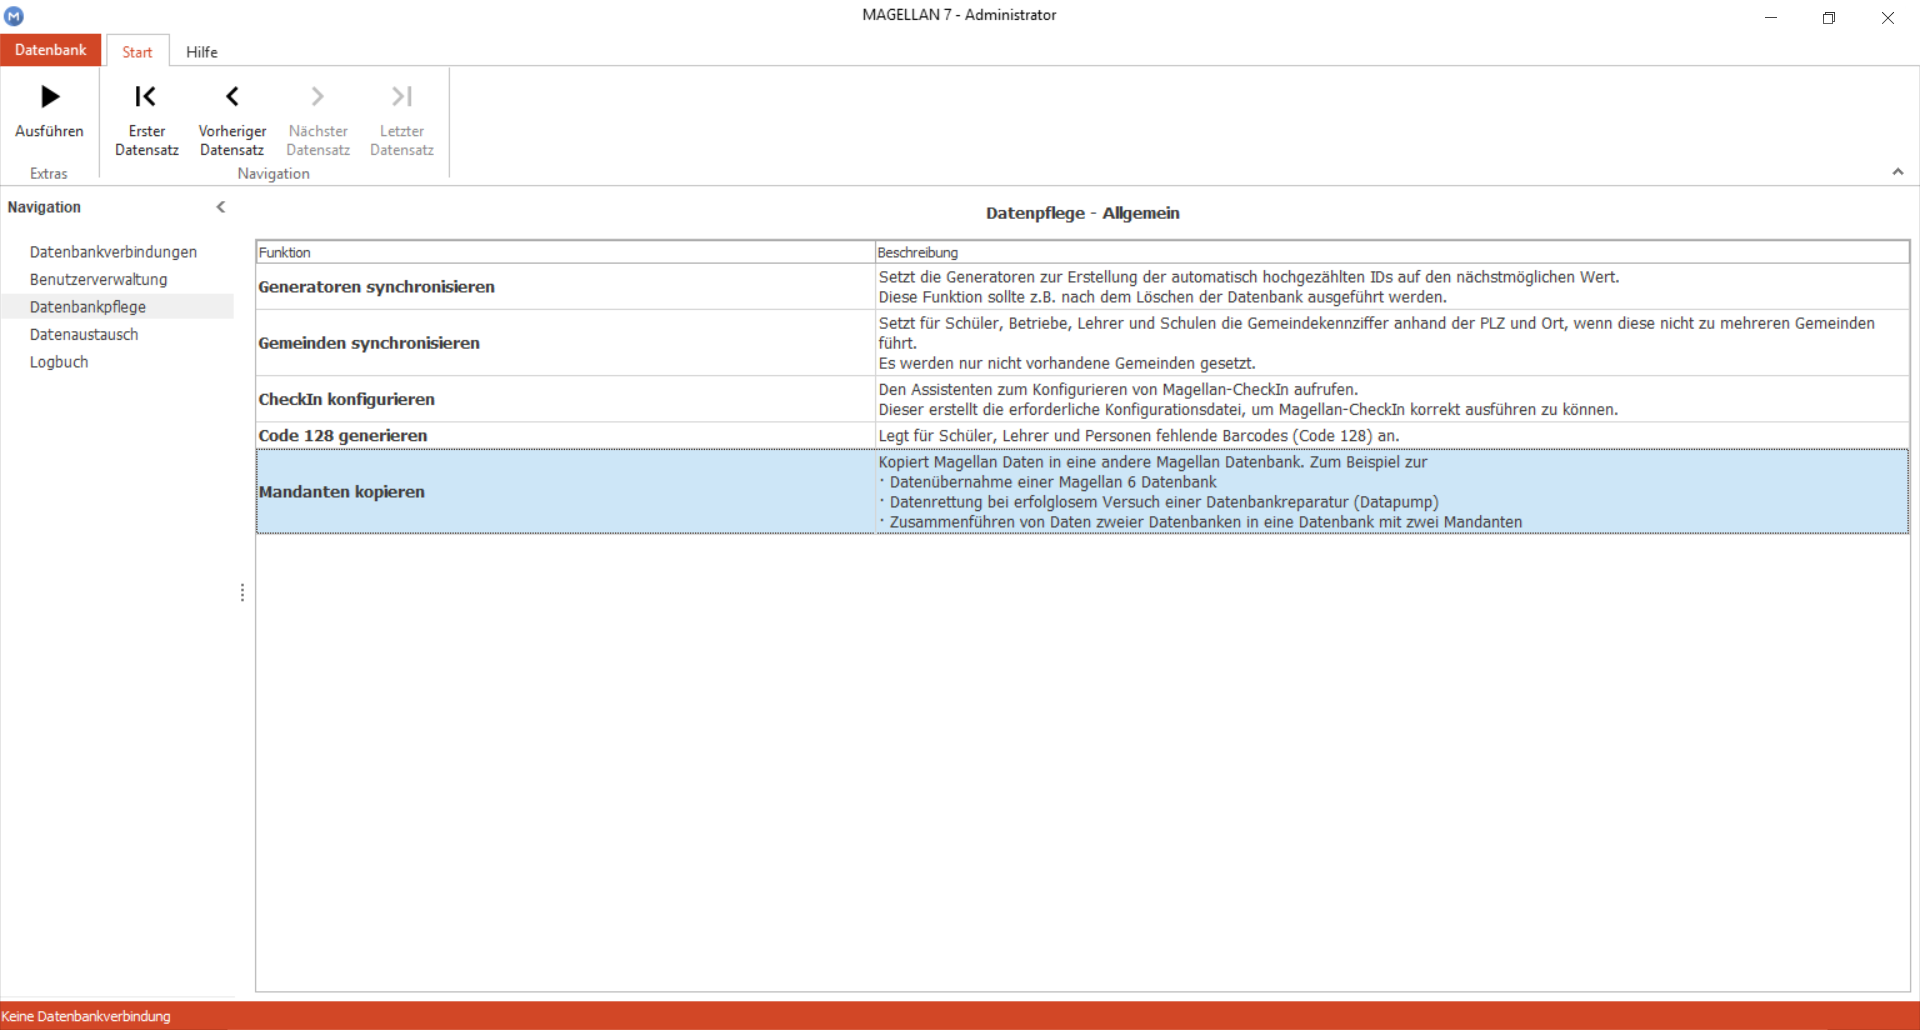 M
MAGELLAN 7 - Administrator
Datenbank
Start
Hilfe
Ausführen
Erster
Datensatz
Vorheriger
Datensatz
Nächster
Datensatz
Letzter
Datensatz
Extras
Navigation
Navigation
Datenbankverbindungen
Benutzerverwaltung
Datenbankpflege
Datenaustausch
Logbuch
Datenpflege - Allgemein
Funktion
Beschreibung
Generatoren synchronisieren
Setzt die Generatoren zur Erstellung der automatisch hochgezählten IDs auf den nächstmöglichen Wert.
Diese Funktion sollte z.B. nach dem Löschen der Datenbank ausgeführt werden.
Gemeinden synchronisieren
Setzt für Schüler, Betriebe, Lehrer und Schulen die Gemeindekennziffer anhand der PLZ und Ort, wenn diese nicht zu mehreren Gemeinden
führt.
Es werden nur nicht vorhandene Gemeinden gesetzt.
CheckIn konfigurieren
Den Assistenten zum Konfigurieren von Magellan-CheckIn aufrufen.
Dieser erstellt die erforderliche Konfigurationsdatei, um Magellan-CheckIn korrekt ausführen zu können.
Code 128 generieren
Legt für Schüler, Lehrer und Personen fehlende Barcodes (Code 128) an.
Mandanten kopieren
Kopiert Magellan Daten in eine andere Magellan Datenbank. Zum Beispiel zur
· Datenübernahme einer Magellan 6 Datenbank
· Datenrettung bei erfolglosem Versuch einer Datenbankreparatur (Datapump)
· Zusammenführen von Daten zweier Datenbanken in eine Datenbank mit zwei Mandanten
Keine Datenbankverbindung